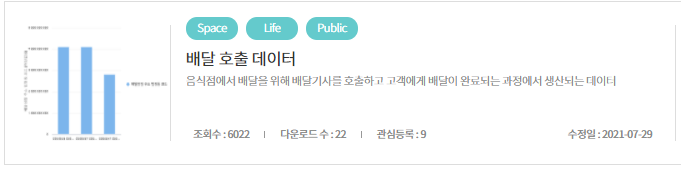 Space Life Public
배달 호출 데이터
음식점에서 배달을 위해 배달기사를 호출하고 고객에게 배달이 완료되는 과정에서 생산되는 데이터
조회수 : 6022 | 다운로드 수 : 22 | 관심등록 : 9 수정일 : 2021-07-29